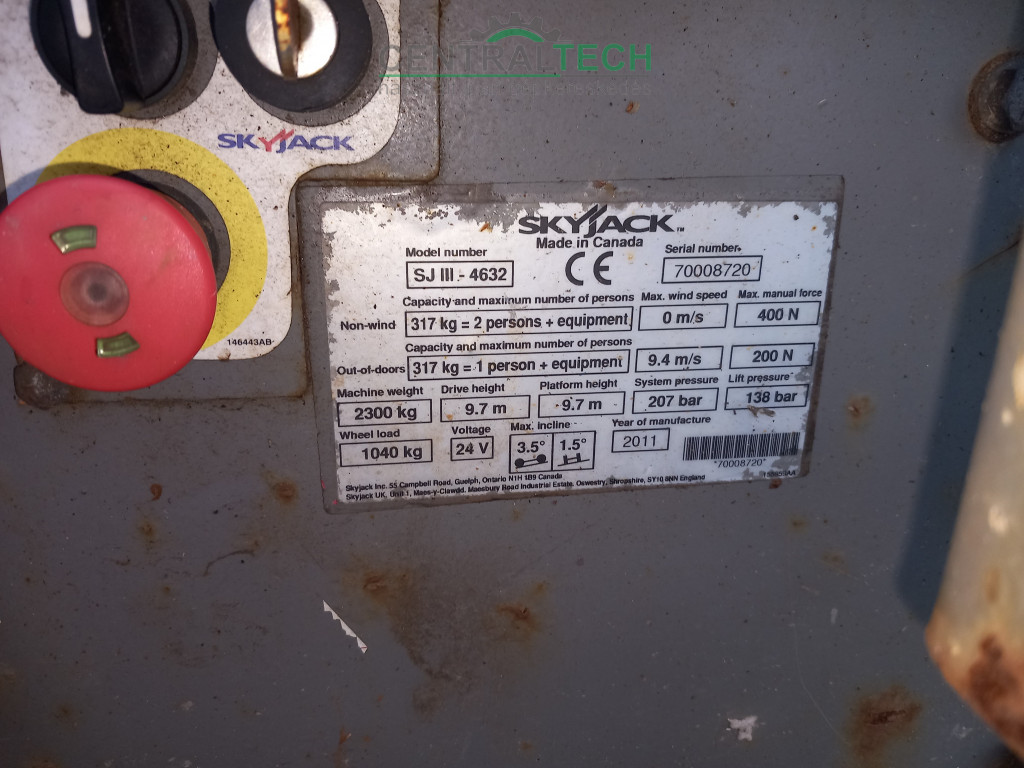 CENTRALTECH
SKYJACK
146443AB
SKYJACK™
Made in Canada
CE
Model number
SJ III - 4632
Serial number
70008720
Capacity and maximum number of persons
Max. wind speed
Max. manual force
Non-wind
317 kg = 2 persons + equipment
0 m/s
400 N
Capacity and maximum number of persons
Out-of-doors
317 kg = 1 person + equipment
9.4 m/s
200 N
Machine weight
Drive height
Platform height
System pressure
Lift pressure
2300 kg
9.7 m
9.7 m
207 bar
138 bar
Wheel load
Voltage
Max. incline
Year of manufacture
1040 kg
24 V
3.5°
1.5°
2011
*70008720*
Skyjack Inc. 55 Campbell Road, Guelph, Ontario N1H 1B9 Canada
Skyjack UK, Unit 1, Mass-y-Clawdd, Maesbury Road Industrial Estate, Oswestry, Shropshire, SY10 8NN England